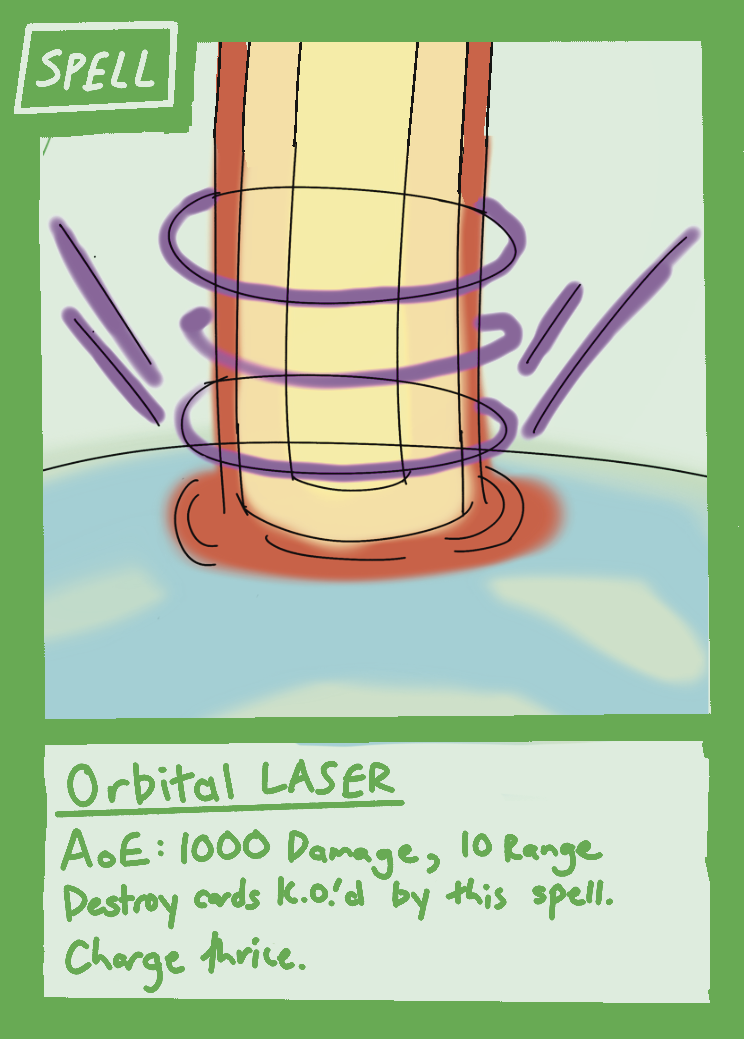 SPELL
Orbital LASER
AoE: 1000 Damage, 10 Range
Destroy cards K.O.'d by this spell.
Charge thrice.